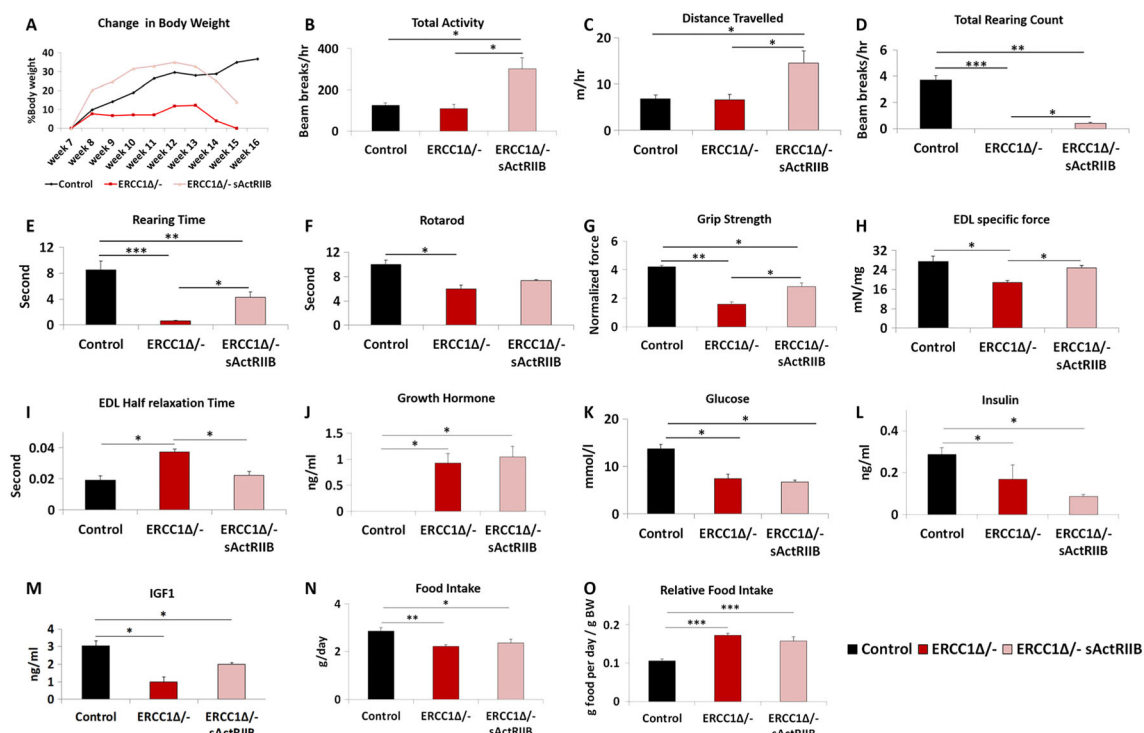 A
Change in Body Weight
%Body weight
40
30
20
10
0
week 7
week 8
week 9
week 10
week 11
week 12
week 13
week 14
week 15
week 16
Control
ERCC1Δ/-
ERCC1Δ/- sActRIIB
B
Total Activity
Beam breaks/hr
400
200
0
*
*
Control
ERCC1Δ/-
ERCC1Δ/-
sActRIIB
C
Distance Travelled
m/hr
20
10
0
*
*
Control
ERCC1Δ/-
ERCC1Δ/-
sActRIIB
D
Total Rearing Count
Beam breaks/hr
6
4
2
0
**
***
*
Control
ERCC1Δ/-
ERCC1Δ/-
sActRIIB
E
Rearing Time
Second
12
8
4
0
**
***
*
Control
ERCC1Δ/-
ERCC1Δ/-
sActRIIB
F
Rotarod
Second
12
8
4
0
*
Control
ERCC1Δ/-
ERCC1Δ/-
sActRIIB
G
Grip Strength
Normalized force
6
4
2
0
*
**
*
Control
ERCC1Δ/-
ERCC1Δ/-
sActRIIB
H
EDL specific force
mN/mg
32
24
16
8
0
*
*
Control
ERCC1Δ/-
ERCC1Δ/-
sActRIIB
I
EDL Half relaxation Time
Second
0.04
0.02
0
*
*
Control
ERCC1Δ/-
ERCC1Δ/-
sActRIIB
J
Growth Hormone
ng/ml
1.5
1
0.5
0
*
*
Control
ERCC1Δ/-
ERCC1Δ/-
sActRIIB
K
Glucose
mmol/l
20
10
0
*
*
Control
ERCC1Δ/-
ERCC1Δ/-
sActRIIB
L
Insulin
ng/ml
0.4
0.2
0
*
*
Control
ERCC1Δ/-
ERCC1Δ/-
sActRIIB
M
IGF1
ng/ml
4
3
2
1
0
*
*
Control
ERCC1Δ/-
ERCC1Δ/-
sActRIIB
N
Food Intake
g/day
4
2
0
*
**
Control
ERCC1Δ/-
ERCC1Δ/-
sActRIIB
O
Relative Food Intake
g food per day / g BW
0.2
0.1
0
***
***
Control
ERCC1Δ/-
ERCC1Δ/-
sActRIIB
Control
ERCC1Δ/-
ERCC1Δ/- sActRIIB